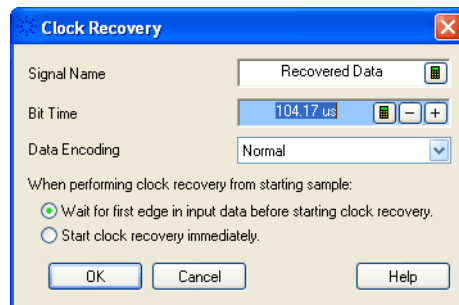 Clock Recovery
Signal Name Recovered Data
Bit Time 104.17 us
Data Encoding Normal
When performing clock recovery from starting sample:
Wait for first edge in input data before starting clock recovery.
Start clock recovery immediately.
OK Cancel Help